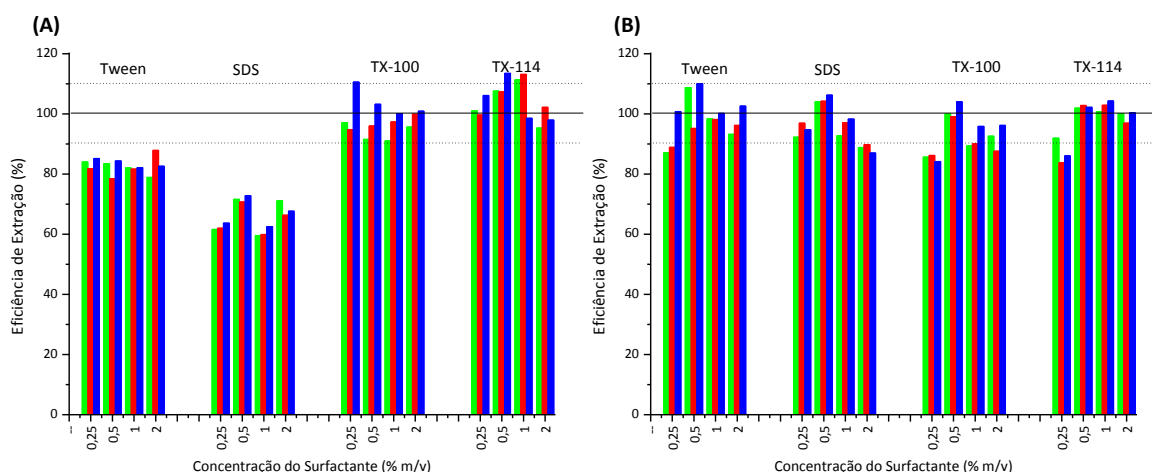 (A)
(B)
Tween SDS TX-100 TX-114
Tween SDS TX-100 TX-114
Eficiência de Extração (%)
120
100
80
60
40
20
0
-- 0,25 0,5 1 2 0,25 0,5 1 2 0,25 0,5 1 2 0,25 0,5 1 2
Concentração do Surfactante (% m/v)
Eficiência de Extração (%)
120
100
80
60
40
20
0
-- 0,25 0,5 1 2 0,25 0,5 1 2 0,25 0,5 1 2 0,25 0,5 1 2
Concentração do Surfactante (% m/v)